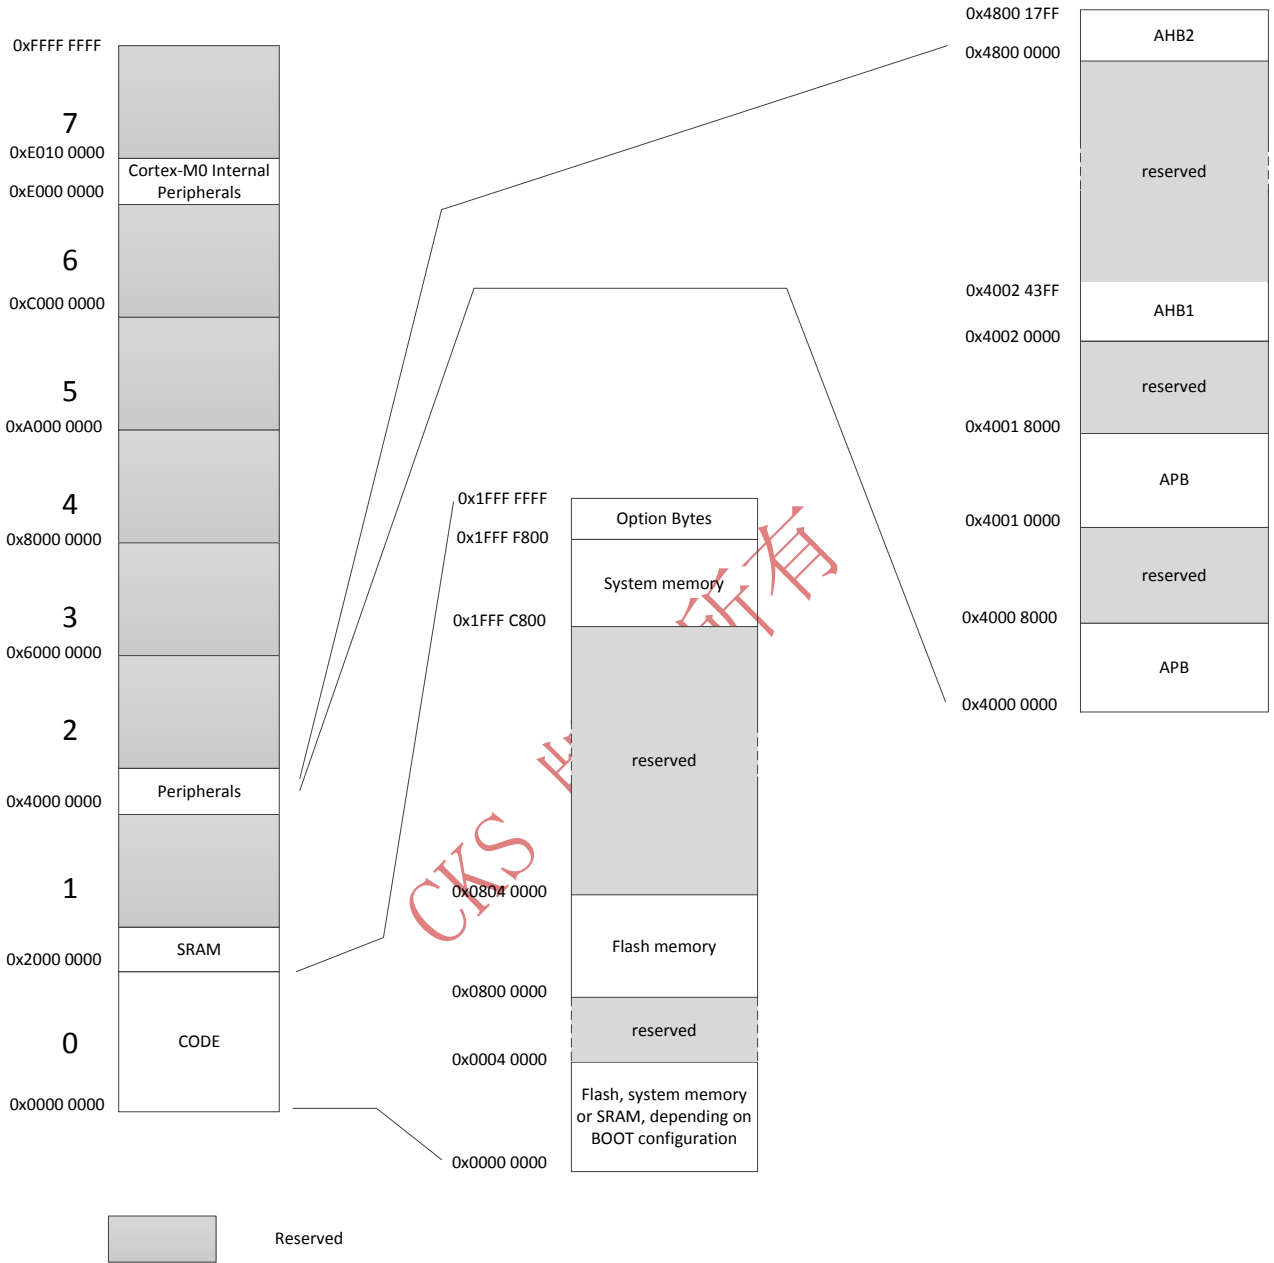 0xFFFF FFFF
7
0xE010 0000
Cortex-M0 Internal
Peripherals
0xE000 0000
6
0xC000 0000
5
0xA000 0000
4
0x8000 0000
3
0x6000 0000
2
Peripherals
0x4000 0000
1
SRAM
0x2000 0000
0
CODE
0x0000 0000
0x1FFF FFFF
Option Bytes
0x1FFF F800
System memory
0x1FFF C800
reserved
0x0804 0000
Flash memory
0x0800 0000
reserved
0x0004 0000
Flash, system memory
or SRAM, depending on
BOOT configuration
0x0000 0000
0x4800 17FF
AHB2
0x4800 0000
reserved
0x4002 43FF
AHB1
0x4002 0000
reserved
0x4001 8000
APB
0x4001 0000
reserved
0x4000 8000
APB
0x4000 0000
CKS
所有
Reserved